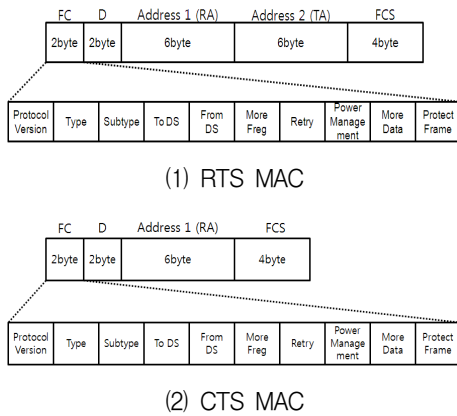 FC D Address 1 (RA) Address 2 (TA) FCS
2byte 2byte 6byte 6byte 4byte
Protocol Version Type Subtype To DS From DS More Freg Retry Power Manage ment More Data Protect Frame
(1) RTS MAC
FC D Address 1 (RA) FCS
2byte 2byte 6byte 4byte
Protocol Version Type Subtype To DS From DS More Freg Retry Power Manage ment More Data Protect Frame
(2) CTS MAC